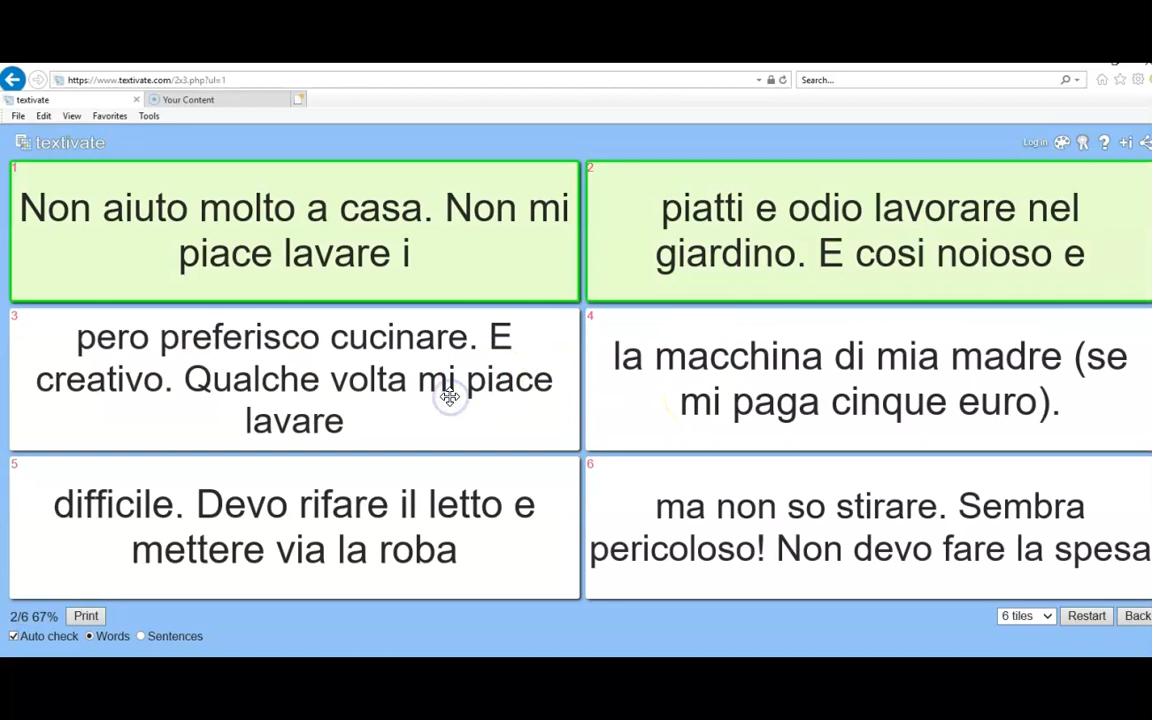 https://www.textivate.com/2x3.php?ul=1
Search...
textivate
Your Content
File Edit View Favorites Tools
textivate
Log in
+i
1
Non aiuto molto a casa. Non mi
piace lavare i
2
piatti e odio lavorare nel
giardino. E cosi noioso e
3
pero preferisco cucinare. E
creativo. Qualche volta mi piace
lavare
4
la macchina di mia madre (se
mi paga cinque euro).
5
difficile. Devo rifare il letto e
mettere via la roba
6
ma non so stirare. Sembra
pericoloso! Non devo fare la spesa
2/6 67% Print
6 tiles Restart Back
Auto check Words Sentences